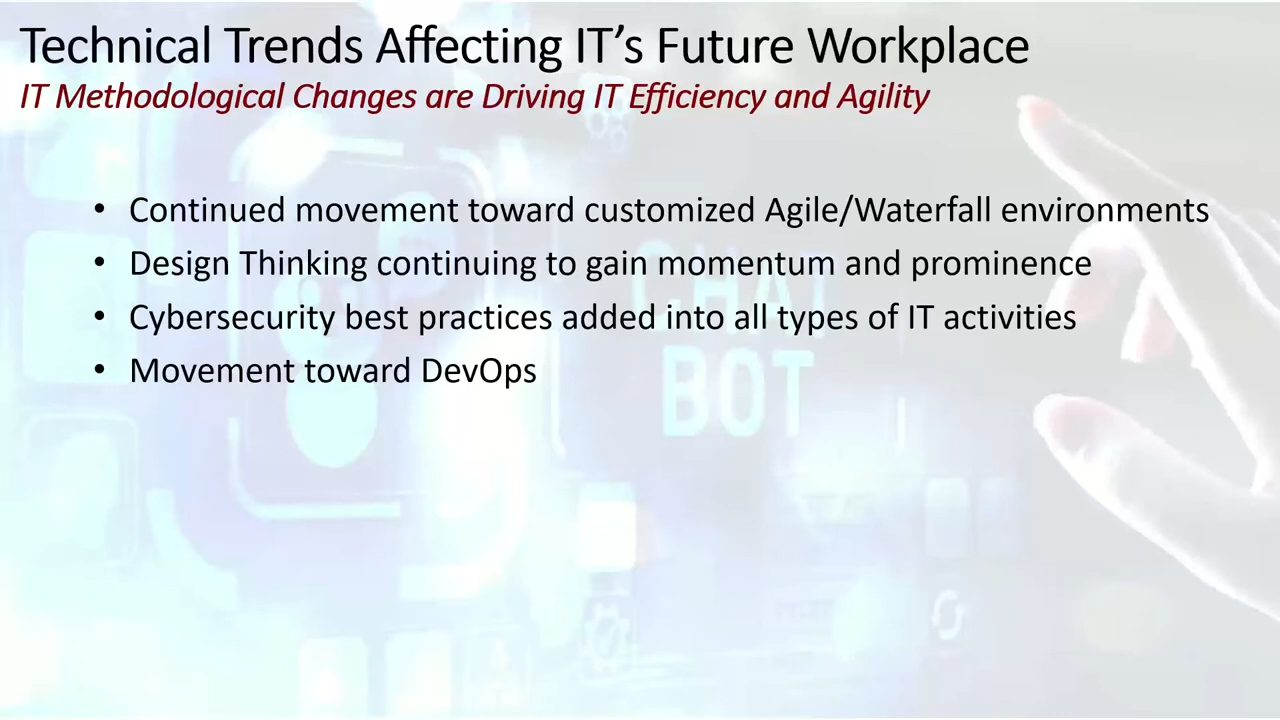 Technical Trends Affecting IT’s Future Workplace
IT Methodological Changes are Driving IT Efficiency and Agility
• Continued movement toward customized Agile/Waterfall environments
• Design Thinking continuing to gain momentum and prominence
• Cybersecurity best practices added into all types of IT activities
• Movement toward DevOps
CHAT
BOT